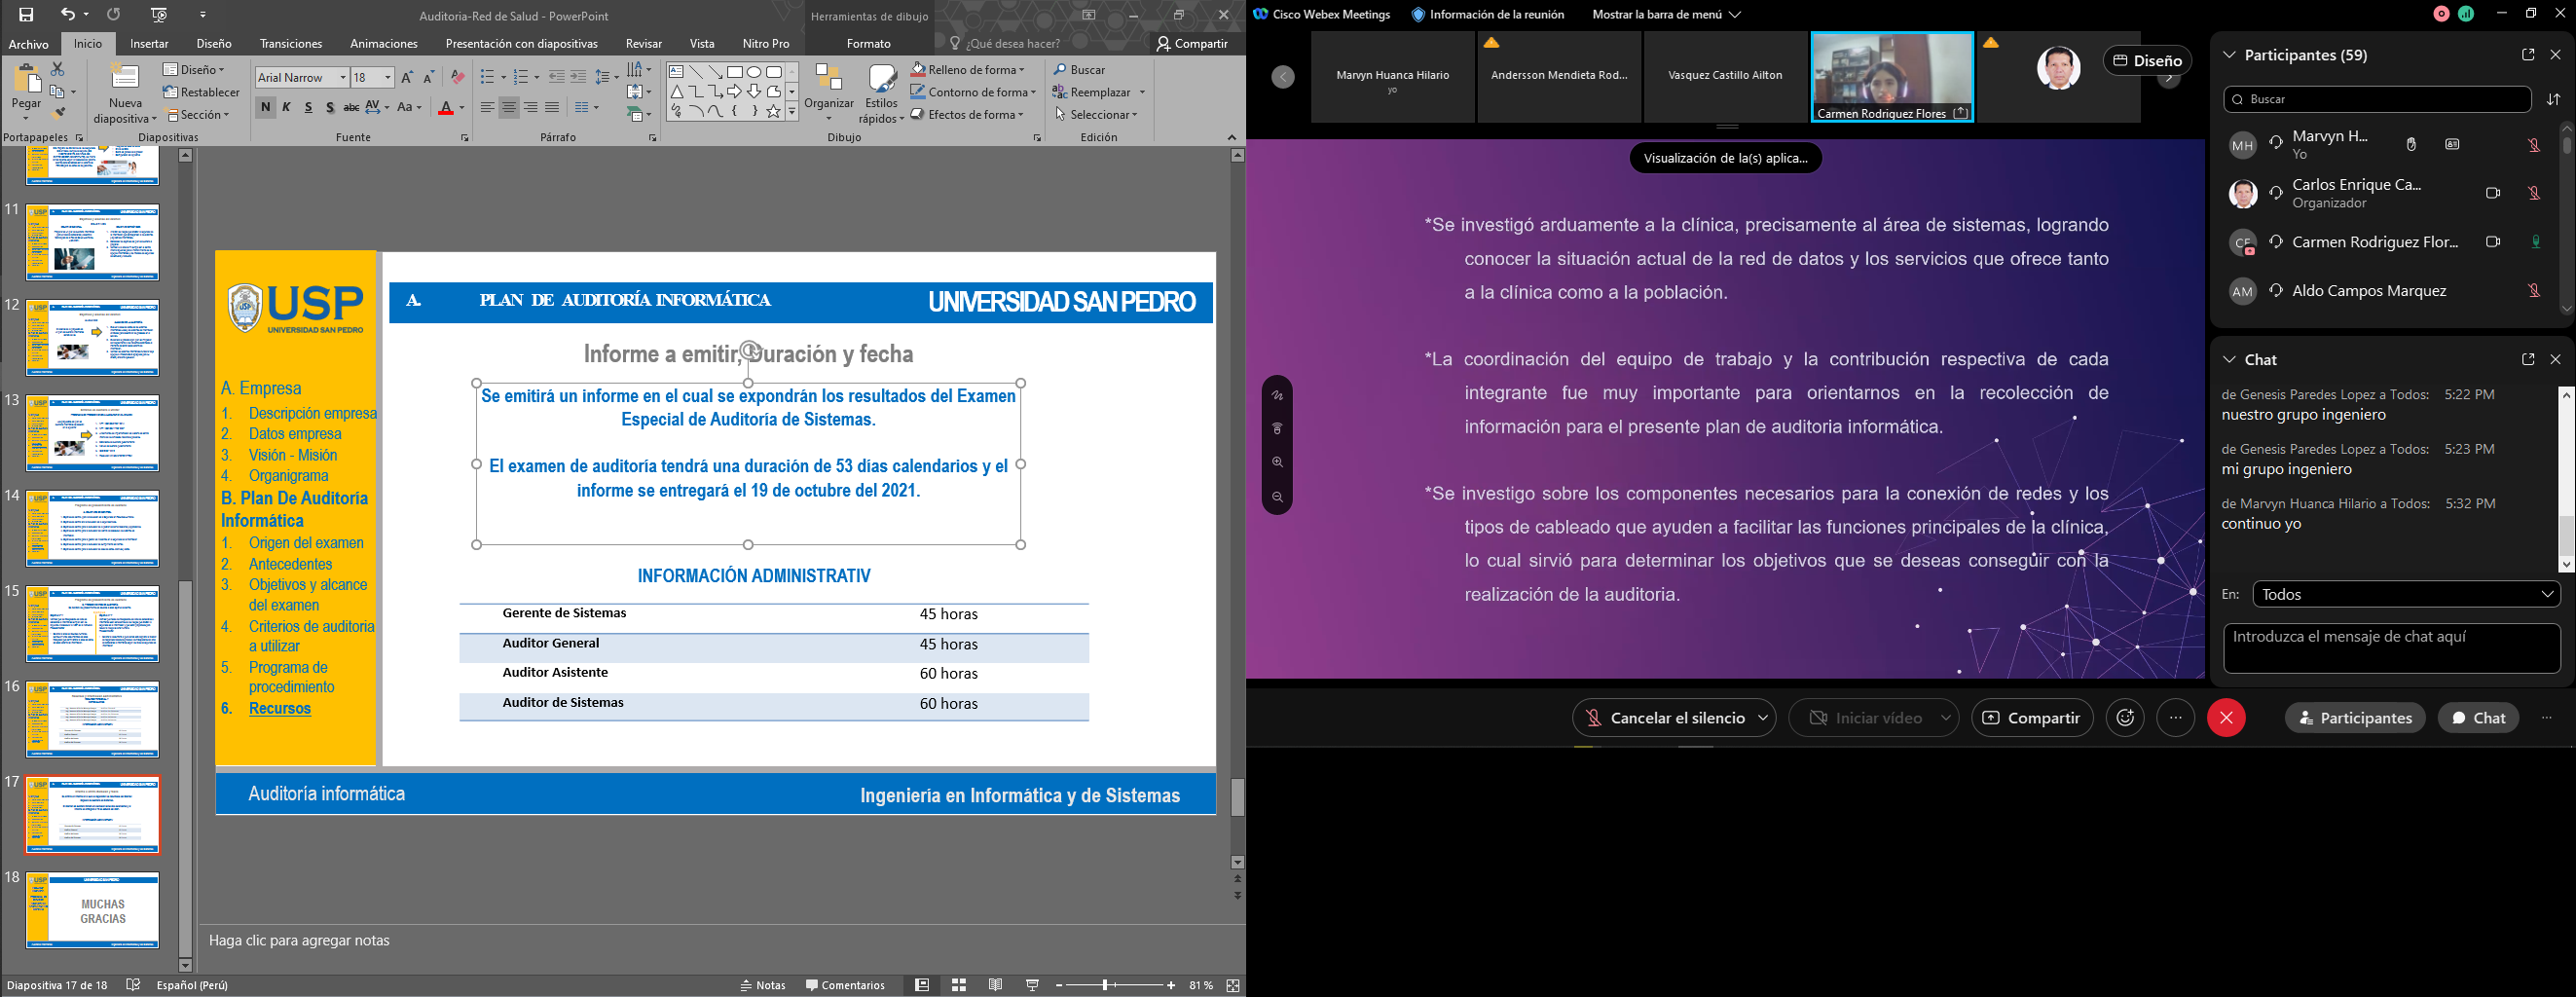 Auditoria-Red de Salud - PowerPoint
Herramientas de dibujo
Archivo
Inicio
Insertar
Diseño
Transiciones
Animaciones
Presentación con diapositivas
Revisar
Vista
Nitro Pro
Formato
¿Qué desea hacer?
Compartir
Pegar
Nueva
diapositiva
Diseño
Restablecer
Sección
Arial Narrow
18
N K S S abc AV Aa A
Organizar
Estilos
rápidos
Relleno de forma
Contorno de forma
Efectos de forma
Buscar
Reemplazar
Seleccionar
Portapapeles
Diapositivas
Fuente
Párrafo
Dibujo
Edición
11
12
13
14
15
16
17
18
MUCHAS
GRACIAS
USP
UNIVERSIDAD SAN PEDRO
A. PLAN DE AUDITORÍA INFORMÁTICA
UNIVERSIDAD SAN PEDRO
A. Empresa
1. Descripción empresa
2. Datos empresa
3. Visión - Misión
4. Organigrama
B. Plan De Auditoría
Informática
1. Origen del examen
2. Antecedentes
3. Objetivos y alcance
del examen
4. Criterios de auditoria
a utilizar
5. Programa de
procedimiento
6. Recursos
Informe a emitir, Duración y fecha
Se emitirá un informe en el cual se expondrán los resultados del Examen
Especial de Auditoría de Sistemas.
El examen de auditoría tendrá una duración de 53 días calendarios y el
informe se entregará el 19 de octubre del 2021.
INFORMACIÓN ADMINISTRATIV
Gerente de Sistemas 45 horas
Auditor General 45 horas
Auditor Asistente 60 horas
Auditor de Sistemas 60 horas
Auditoría informática
Ingeniería en Informática y de Sistemas
Haga clic para agregar notas
Diapositiva 17 de 18
Español (Perú)
Notas
Comentarios
81 %
Cisco Webex Meetings
Información de la reunión
Mostrar la barra de menú
Marvyn Huanca Hilario
yo
Andersson Mendieta Rod...
Vasquez Castillo Ailton
Carmen Rodriguez Flores
Diseño
Visualización de la(s) aplica...
*Se investigó arduamente a la clínica, precisamente al área de sistemas, logrando
conocer la situación actual de la red de datos y los servicios que ofrece tanto
a la clínica como a la población.
*La coordinación del equipo de trabajo y la contribución respectiva de cada
integrante fue muy importante para orientarnos en la recolección de
información para el presente plan de auditoria informática.
*Se investigo sobre los componentes necesarios para la conexión de redes y los
tipos de cableado que ayuden a facilitar las funciones principales de la clínica,
lo cual sirvió para determinar los objetivos que se deseas conseguir con la
realización de la auditoria.
Participantes (59)
Buscar
MH
Marvyn H...
Yo
Carlos Enrique Ca...
Organizador
CF
Carmen Rodriguez Flor...
AM
Aldo Campos Marquez
Chat
de Genesis Paredes Lopez a Todos: 5:22 PM
nuestro grupo ingeniero
de Genesis Paredes Lopez a Todos: 5:23 PM
mi grupo ingeniero
de Marvyn Huanca Hilario a Todos: 5:32 PM
continuo yo
En: Todos
Introduzca el mensaje de chat aquí
Cancelar el silencio
Iniciar vídeo
Compartir
Participantes
Chat